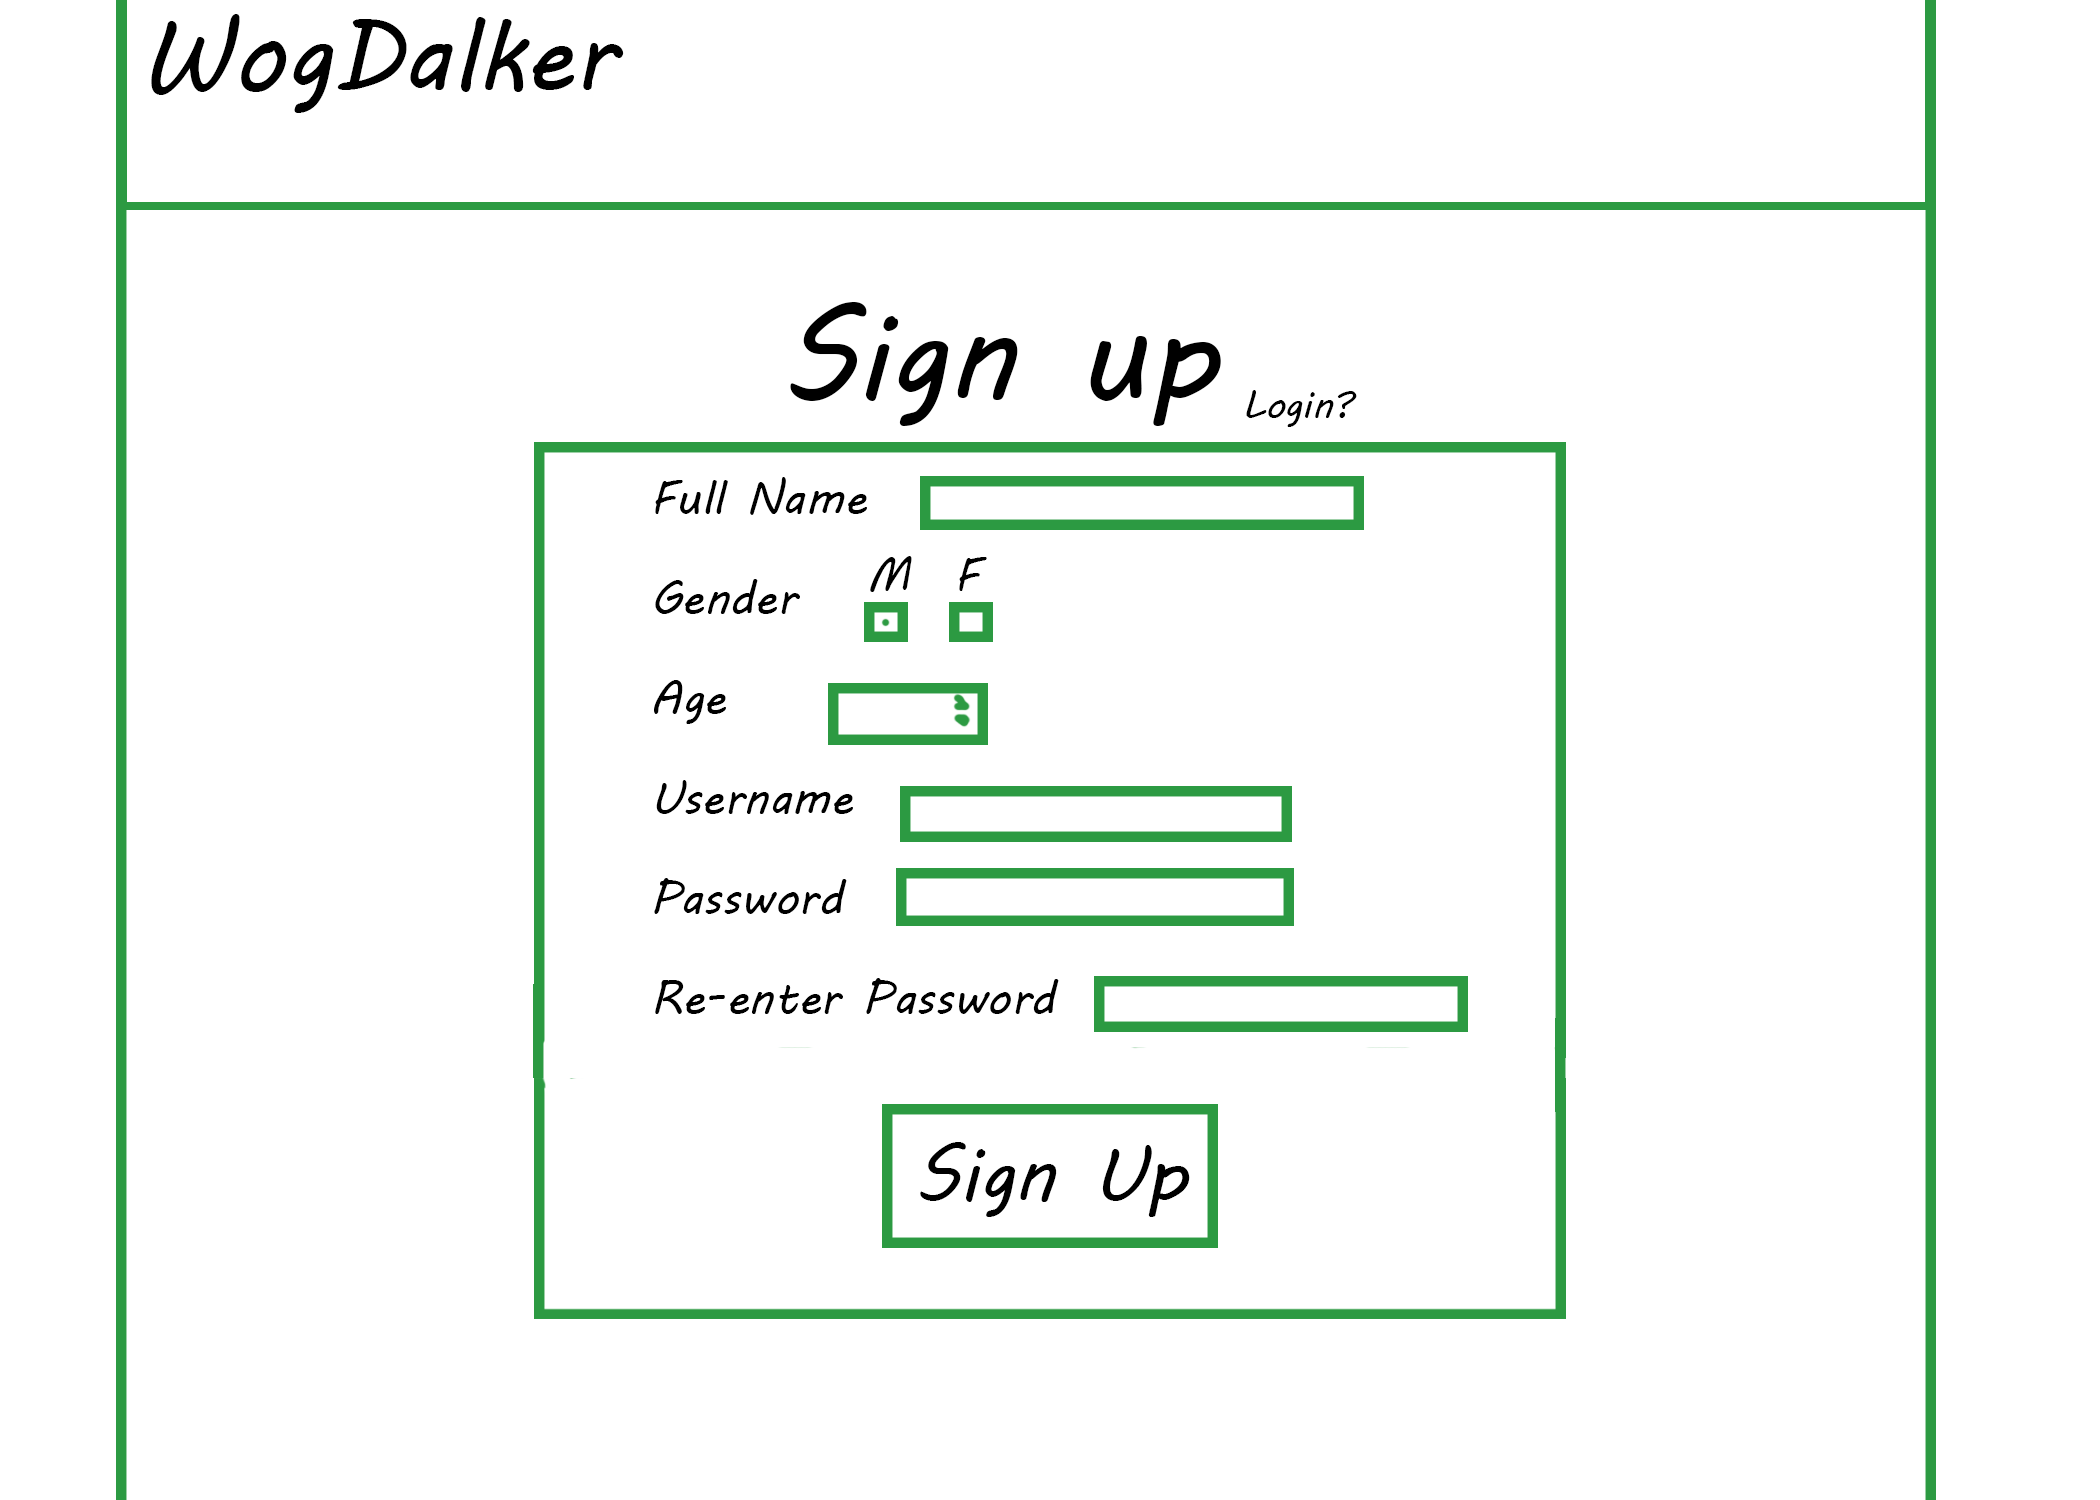 WogDalker
Sign up Login?
Full Name
M F
Gender
Age
Username
Password
Re-enter Password
Sign Up